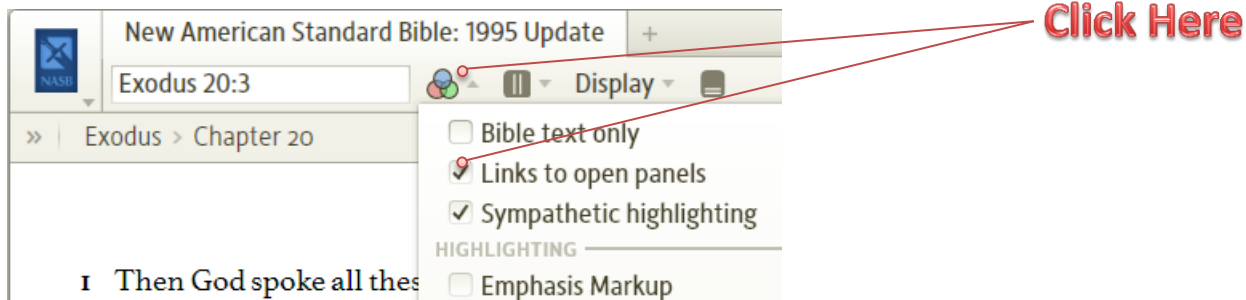 New American Standard Bible: 1995 Update +
Click Here
NASB
Exodus 20:3
Display
» Exodus > Chapter 20
Bible text only
Links to open panels
Sympathetic highlighting
HIGHLIGHTING
1 Then God spoke all thes
Emphasis Markup